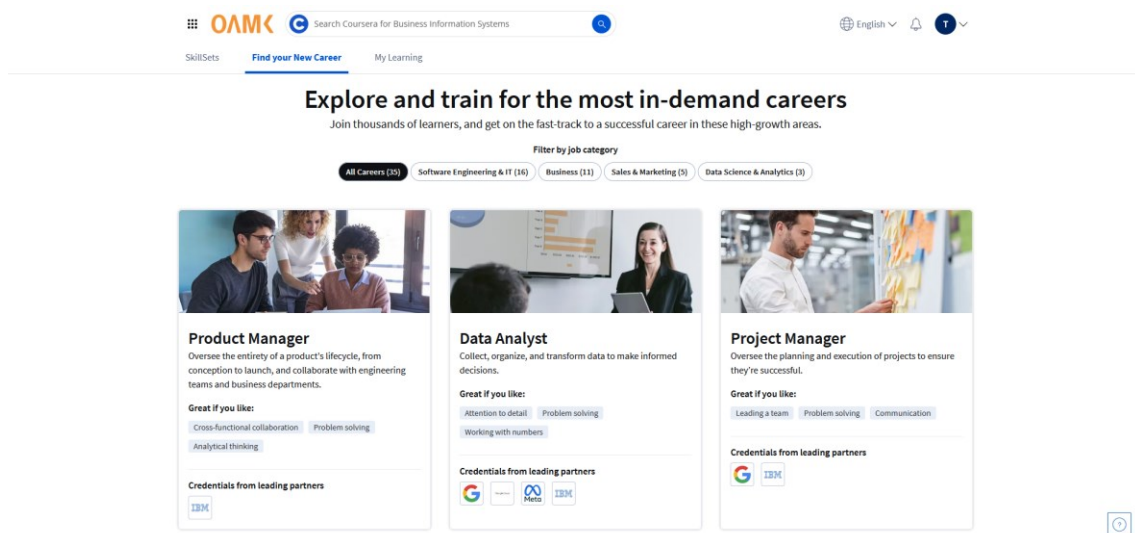 OAMK
Search Coursera for Business Information Systems
English
T
SkillSets
Find your New Career
My Learning
Explore and train for the most in-demand careers
Join thousands of learners, and get on the fast-track to a successful career in these high-growth areas.
Filter by job category
All Careers (35)
Software Engineering & IT (16)
Business (11)
Sales & Marketing (5)
Data Science & Analytics (3)
Product Manager
Oversee the entirety of a product's lifecycle, from
conception to launch, and collaborate with engineering
teams and business departments.
Great if you like:
Cross-functional collaboration
Problem solving
Analytical thinking
Credentials from leading partners
IBM
Data Analyst
Collect, organize, and transform data to make informed
decisions.
Great if you like:
Attention to detail
Problem solving
Working with numbers
Credentials from leading partners
G
Meta
IBM
Project Manager
Oversee the planning and execution of projects to ensure
they're successful.
Great if you like:
Leading a team
Problem solving
Communication
Credentials from leading partners
G
IBM